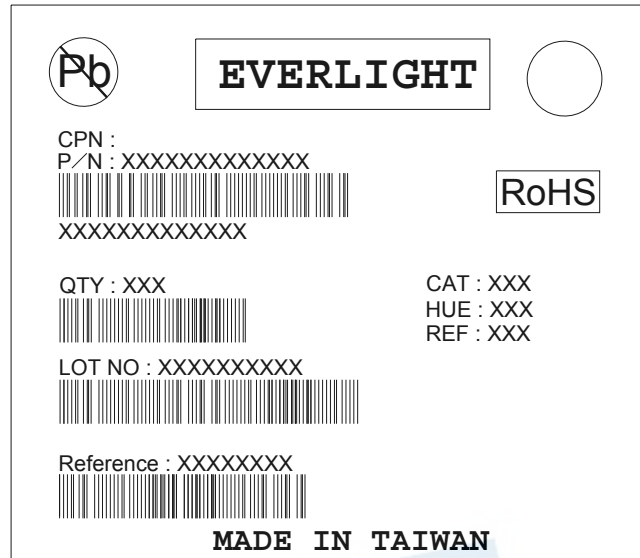 Pb
EVERLIGHT
CPN :
P/N : XXXXXXXXXXXXX
RoHS
XXXXXXXXXXXXX
QTY : XXX
CAT : XXX
HUE : XXX
REF : XXX
LOT NO : XXXXXXXXXX
Reference : XXXXXXXX
MADE IN TAIWAN